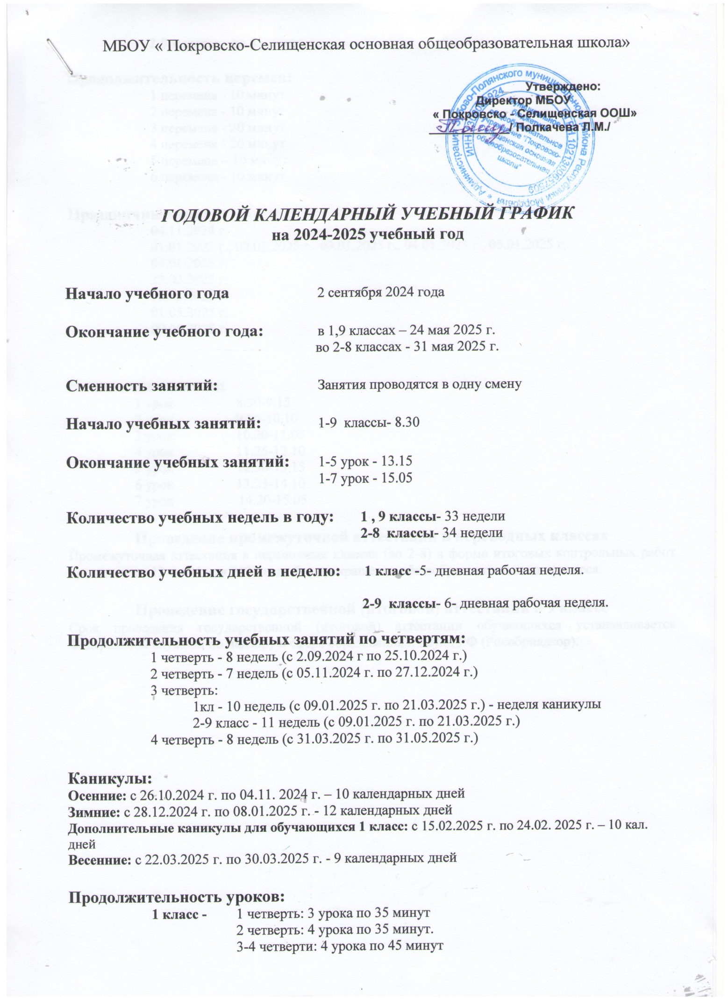 МБОУ « Покровско-Селищенская основная общеобразовательная школа»
Утверждено:
Директор МБОУ
« Покровско - Селищенская ООШ»
/ Полкачева Л.М./
ГОДОВОЙ КАЛЕНДАРНЫЙ УЧЕБНЫЙ ГРАФИК
на 2024-2025 учебный год
Начало учебного года 2 сентября 2024 года
Окончание учебного года: в 1,9 классах – 24 мая 2025 г.
во 2-8 классах - 31 мая 2025 г.
Сменность занятий: Занятия проводятся в одну смену
Начало учебных занятий: 1-9 классы- 8.30
Окончание учебных занятий: 1-5 урок - 13.15
1-7 урок - 15.05
Количество учебных недель в году: 1 , 9 классы- 33 недели
2-8 классы- 34 недели
Количество учебных дней в неделю: 1 класс -5- дневная рабочая неделя.
2-9 классы- 6- дневная рабочая неделя.
Продолжительность учебных занятий по четвертям:
1 четверть - 8 недель (с 2.09.2024 г по 25.10.2024 г.)
2 четверть - 7 недель (с 05.11.2024 г. по 27.12.2024 г.)
3 четверть:
1кл - 10 недель (с 09.01.2025 г. по 21.03.2025 г.) - неделя каникулы
2-9 класс - 11 недель (с 09.01.2025 г. по 21.03.2025 г.)
4 четверть - 8 недель (с 31.03.2025 г. по 31.05.2025 г.)
Каникулы:
Осенние: с 26.10.2024 г. по 04.11. 2024 г. – 10 календарных дней
Зимние: с 28.12.2024 г. по 08.01.2025 г. - 12 календарных дней
Дополнительные каникулы для обучающихся 1 класс: с 15.02.2025 г. по 24.02. 2025 г. – 10 кал.
дней
Весенние: с 22.03.2025 г. по 30.03.2025 г. - 9 календарных дней
Продолжительность уроков:
1 класс - 1 четверть: 3 урока по 35 минут
2 четверть: 4 урока по 35 минут.
3-4 четверти: 4 урока по 45 минут